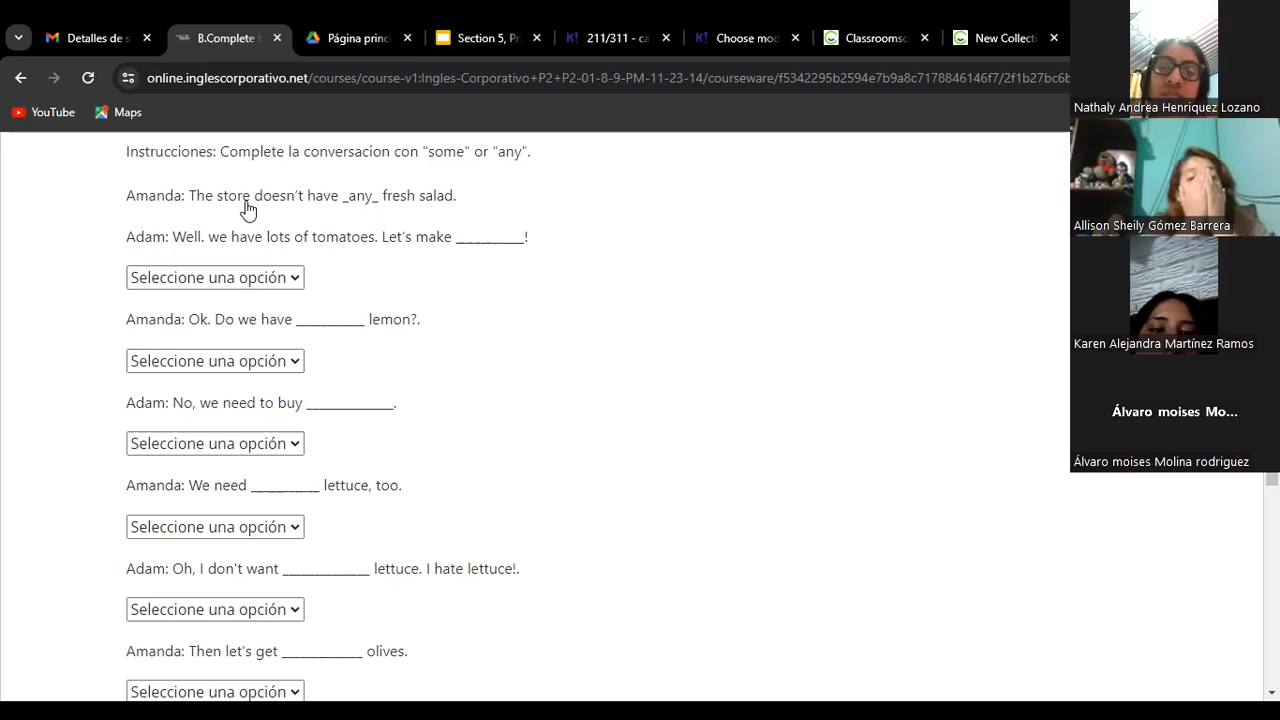 Detalles de s
B.Complete t
Página princ
Section 5, Pr
211/311 - ca
Choose mod
Classroomsc
New Collecti
online.inglescorporativo.net/courses/course-v1:Ingles-Corporativo+P2+P2-01-8-9-PM-11-23-14/courseware/f5342295b2594e7b9a8c7178846146f7/2f1b27bc6b
YouTube
Maps
Instrucciones: Complete la conversacion con "some" or "any".
Amanda: The store doesn't have _any_ fresh salad.
Adam: Well. we have lots of tomatoes. Let's make ___________!
Seleccione una opción
Amanda: Ok. Do we have ___________ lemon?.
Seleccione una opción
Adam: No, we need to buy ______________.
Seleccione una opción
Amanda: We need ___________ lettuce, too.
Seleccione una opción
Adam: Oh, I don't want ______________ lettuce. I hate lettuce!.
Seleccione una opción
Amanda: Then let's get _____________ olives.
Seleccione una opción
Nathaly Andrea Henriquez Lozano
Allison Sheily Gómez Barrera
Karen Alejandra Martínez Ramos
Álvaro moises Mo...
Álvaro moises Molina rodriguez